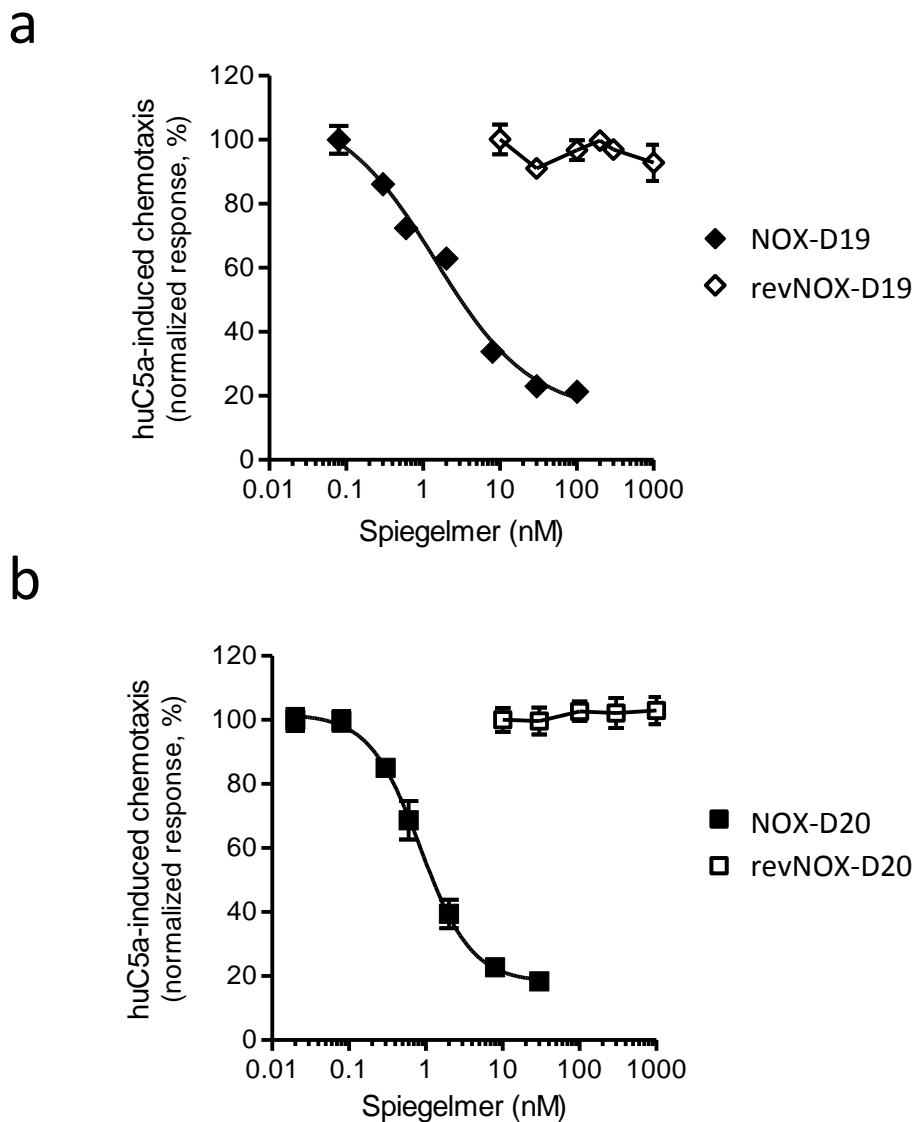 a
huC5a-induced chemotaxis
(normalized response, %)
120
100
80
60
40
20
0
0.01 0.1 1 10 100 1000
Spiegelmer (nM)
NOX-D19
revNOX-D19
b
huC5a-induced chemotaxis
(normalized response, %)
120
100
80
60
40
20
0
0.01 0.1 1 10 100 1000
Spiegelmer (nM)
NOX-D20
revNOX-D20